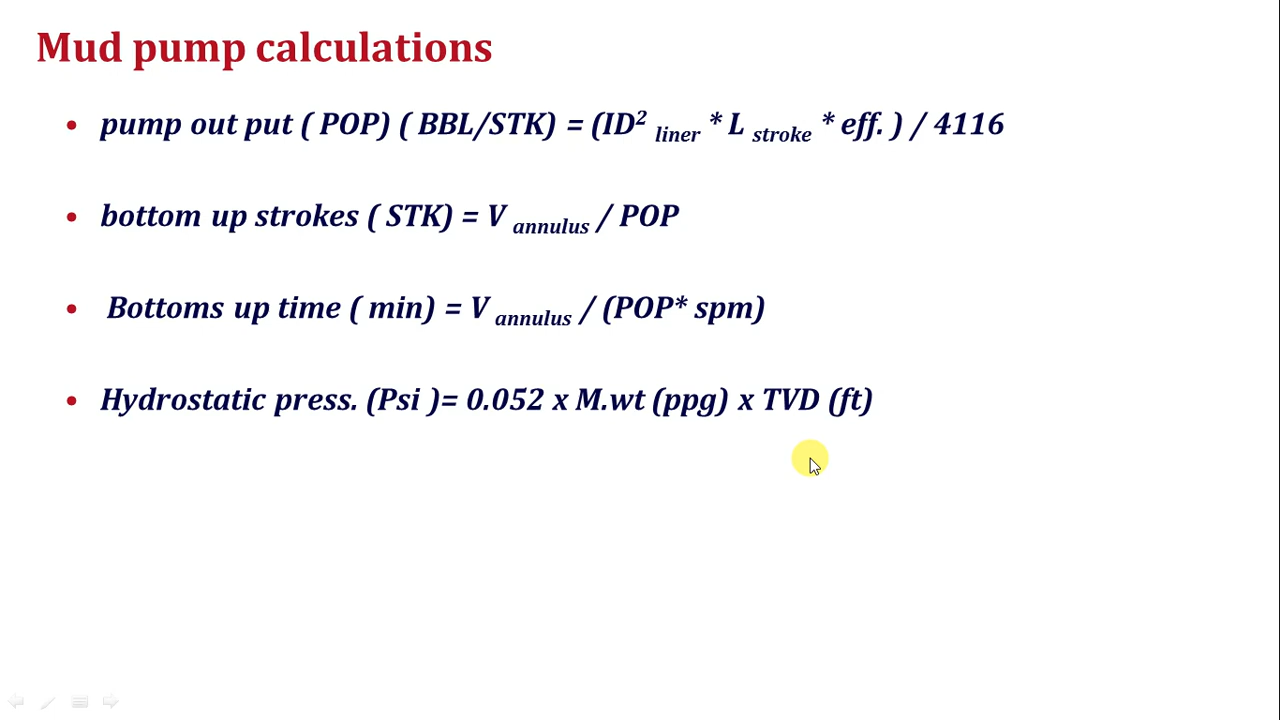 Mud pump calculations
• pump out put ( POP) ( BBL/STK) = (ID² liner * L stroke * eff. ) / 4116
• bottom up strokes ( STK) = V annulus / POP
• Bottoms up time ( min) = V annulus / (POP* spm)
• Hydrostatic press. (Psi )= 0.052 x M.wt (ppg) x TVD (ft)